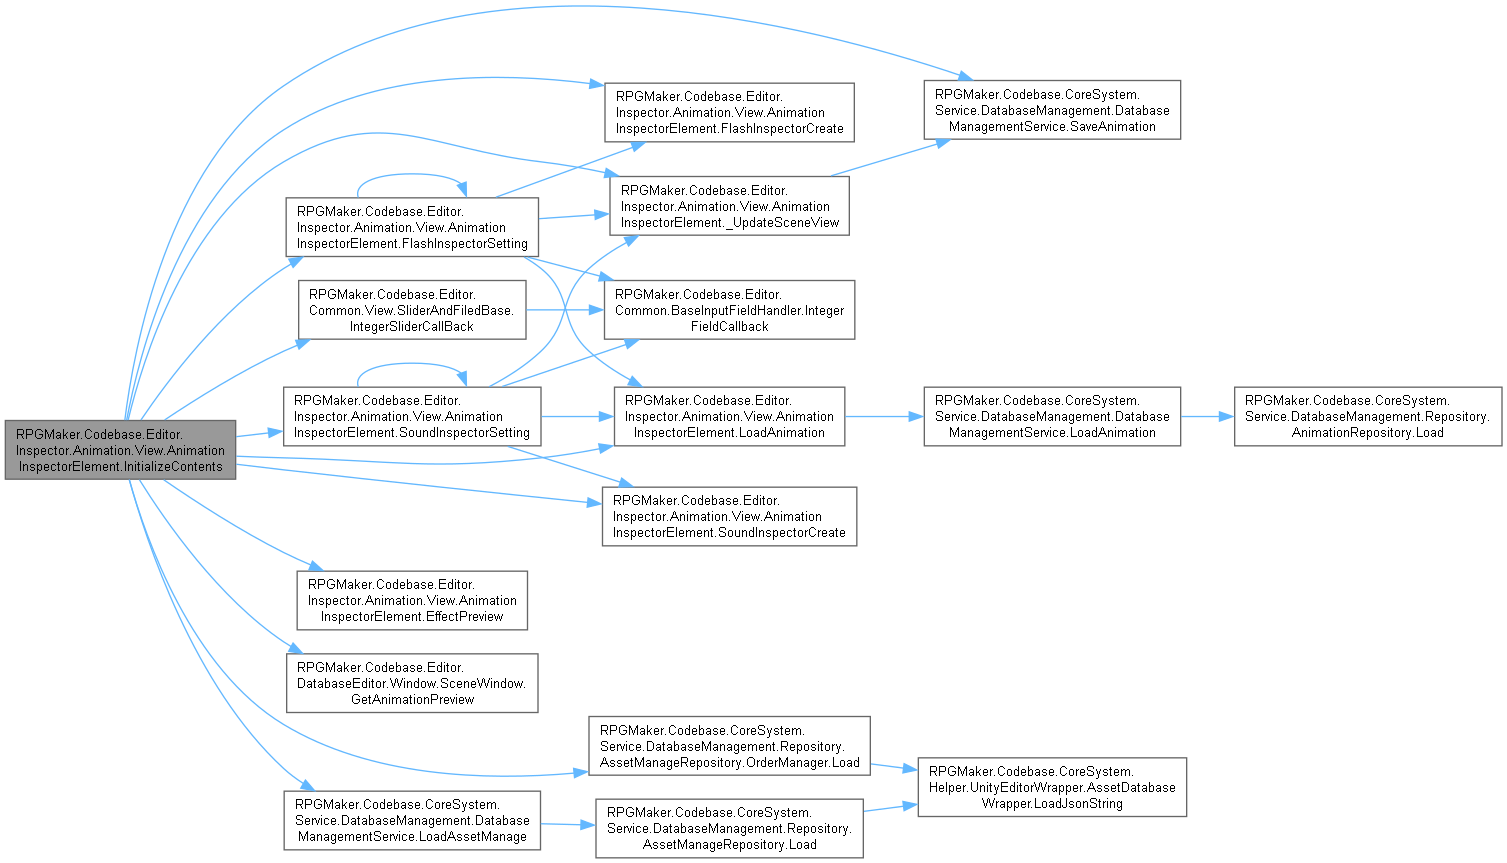 RPGMaker.Codebase.Editor.
Inspector.Animation.View.Animation
InspectorElement.InitializeContents
RPGMaker.Codebase.Editor.
Inspector.Animation.View.Animation
InspectorElement.FlashInspectorSetting
RPGMaker.Codebase.Editor.
Common.View.SliderAndFiledBase.
IntegerSliderCallBack
RPGMaker.Codebase.Editor.
Inspector.Animation.View.Animation
InspectorElement.SoundInspectorSetting
RPGMaker.Codebase.Editor.
Inspector.Animation.View.Animation
InspectorElement.EffectPreview
RPGMaker.Codebase.Editor.
DatabaseEditor.Window.SceneWindow.
GetAnimationPreview
RPGMaker.Codebase.CoreSystem.
Service.DatabaseManagement.Database
ManagementService.LoadAssetManage
RPGMaker.Codebase.Editor.
Inspector.Animation.View.Animation
InspectorElement.FlashInspectorCreate
RPGMaker.Codebase.Editor.
Inspector.Animation.View.Animation
InspectorElement._UpdateSceneView
RPGMaker.Codebase.Editor.
Common.BaseInputFieldHandler.Integer
FieldCallback
RPGMaker.Codebase.Editor.
Inspector.Animation.View.Animation
InspectorElement.LoadAnimation
RPGMaker.Codebase.Editor.
Inspector.Animation.View.Animation
InspectorElement.SoundInspectorCreate
RPGMaker.Codebase.CoreSystem.
Service.DatabaseManagement.Repository.
AssetManageRepository.OrderManager.Load
RPGMaker.Codebase.CoreSystem.
Service.DatabaseManagement.Repository.
AssetManageRepository.Load
RPGMaker.Codebase.CoreSystem.
Service.DatabaseManagement.Database
ManagementService.SaveAnimation
RPGMaker.Codebase.CoreSystem.
Service.DatabaseManagement.Database
ManagementService.LoadAnimation
RPGMaker.Codebase.CoreSystem.
Helper.UnityEditorWrapper.AssetDatabase
Wrapper.LoadJsonString
RPGMaker.Codebase.CoreSystem.
Service.DatabaseManagement.Repository.
AnimationRepository.Load